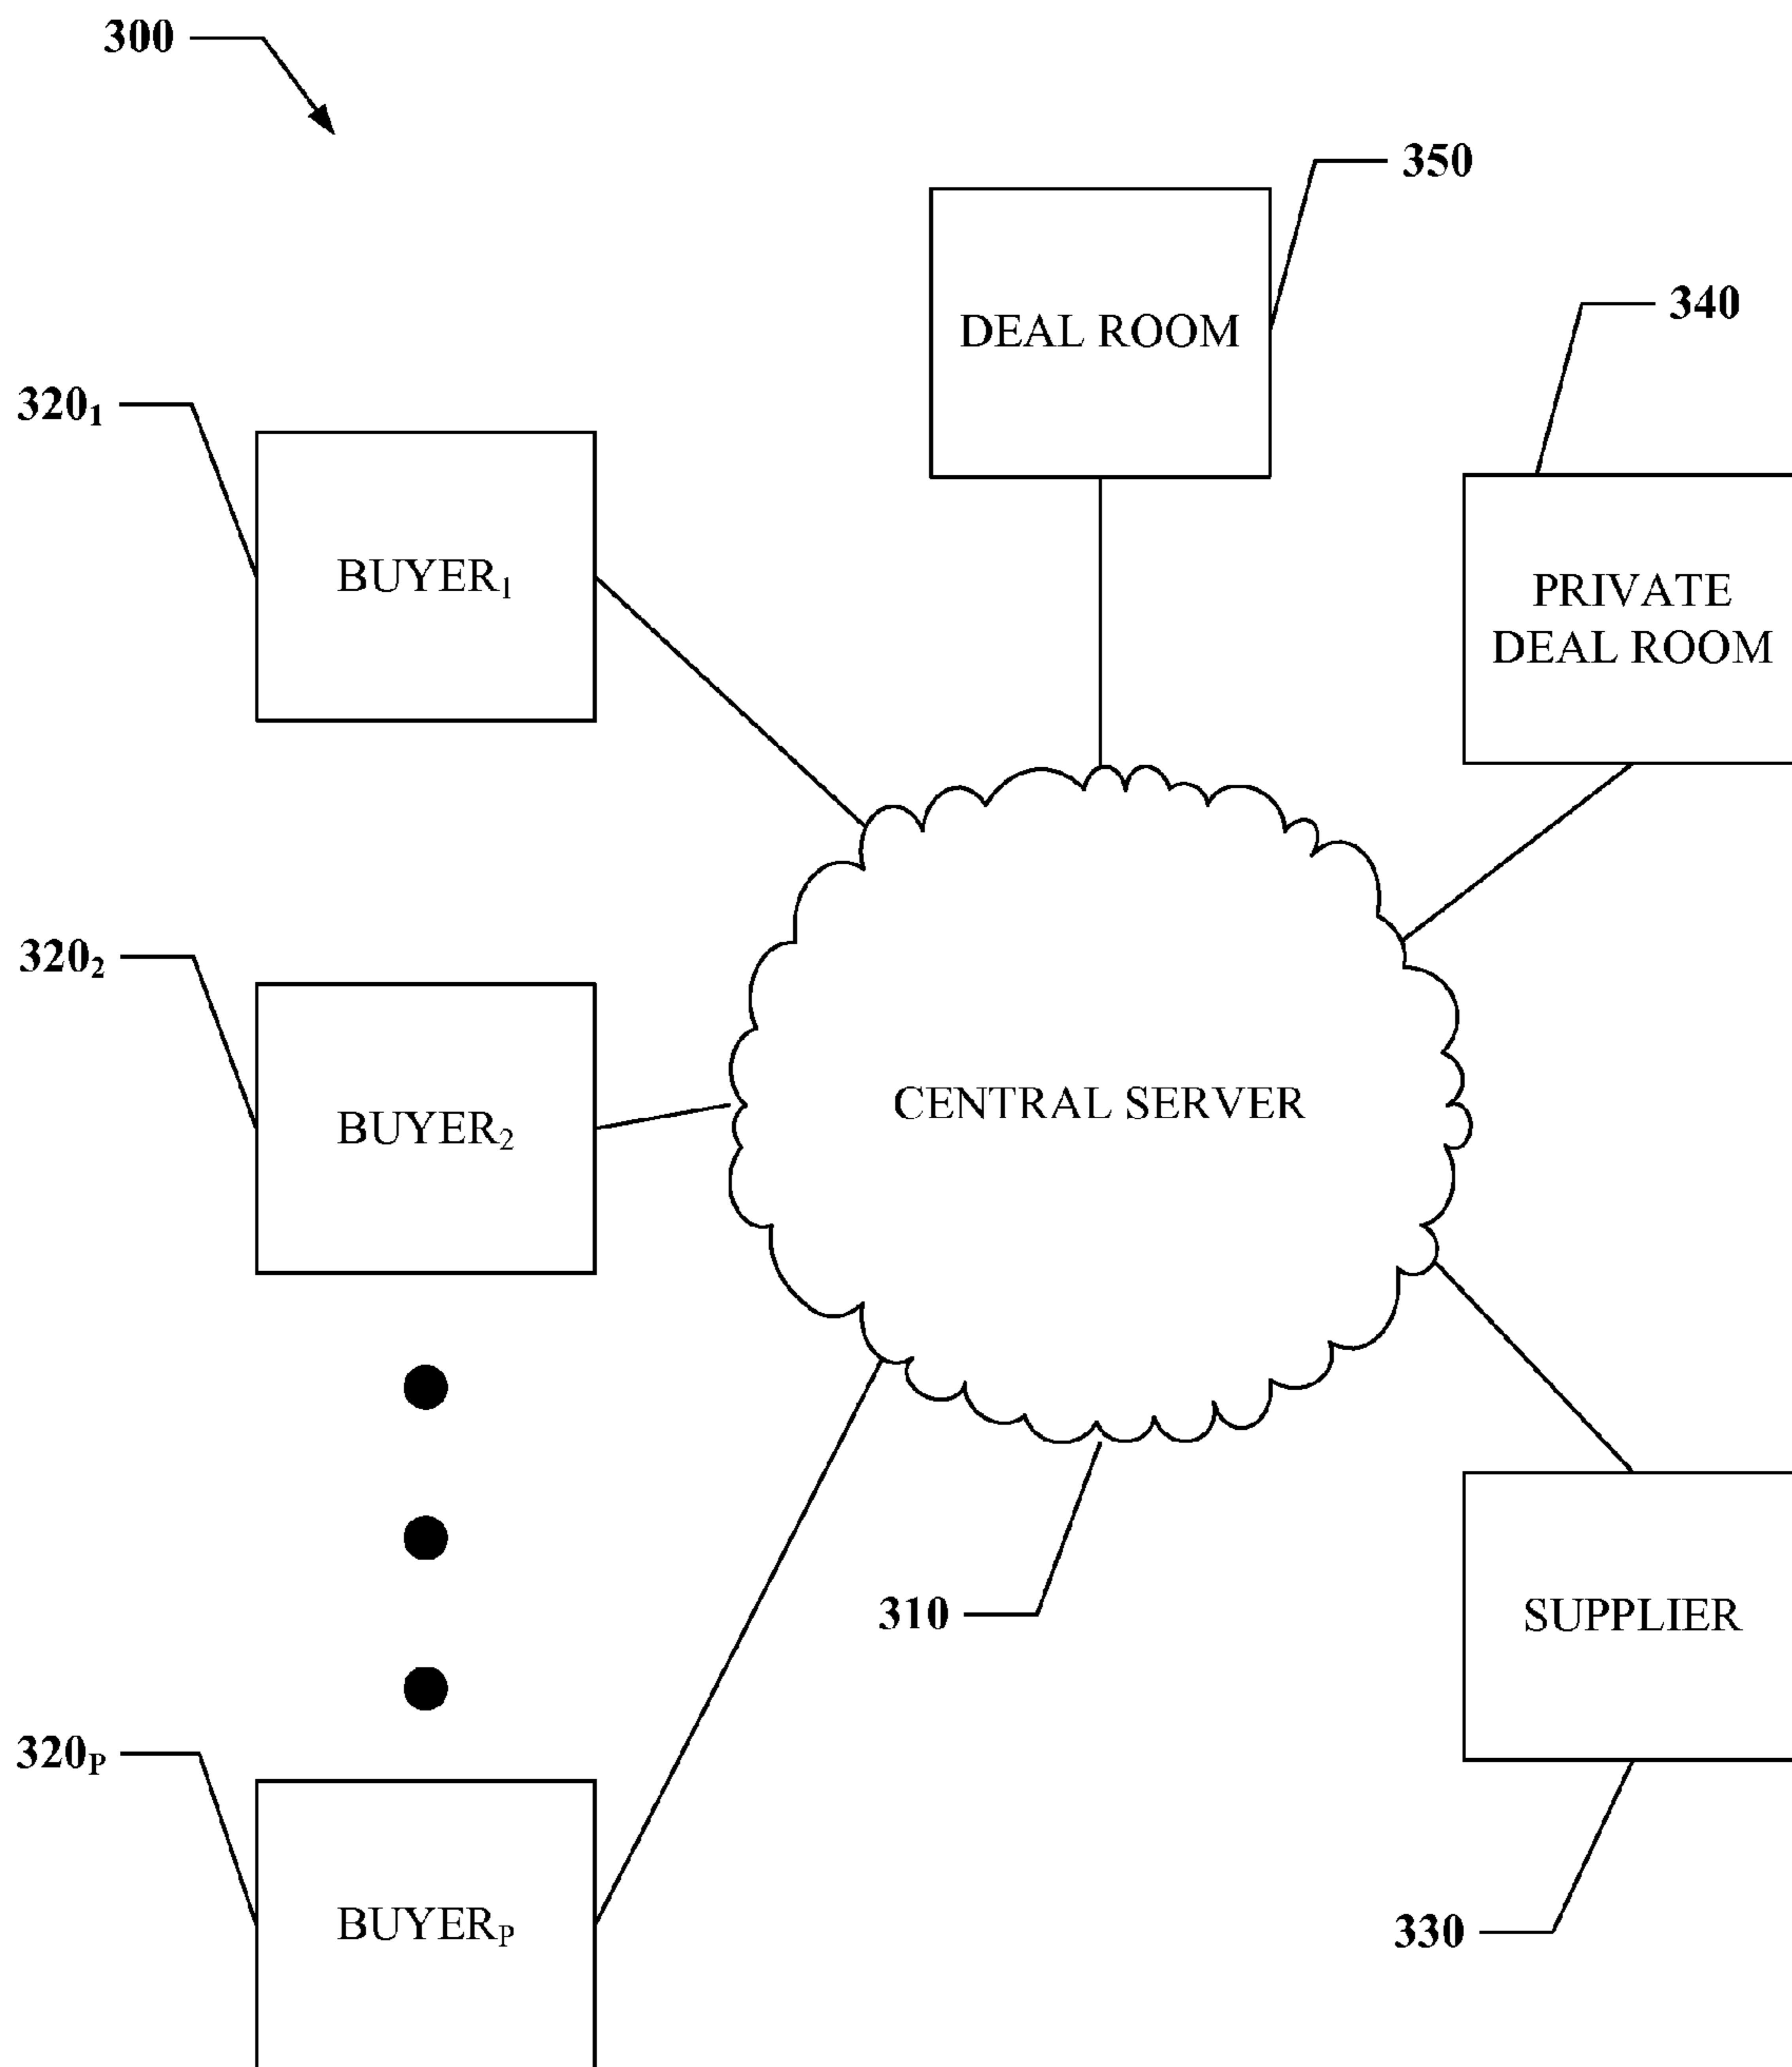 300
350
DEAL ROOM
340
320₁
PRIVATE
DEAL ROOM
BUYER₁
320₂
CENTRAL SERVER
BUYER₂
310
SUPPLIER
320ₚ
BUYERₚ
330